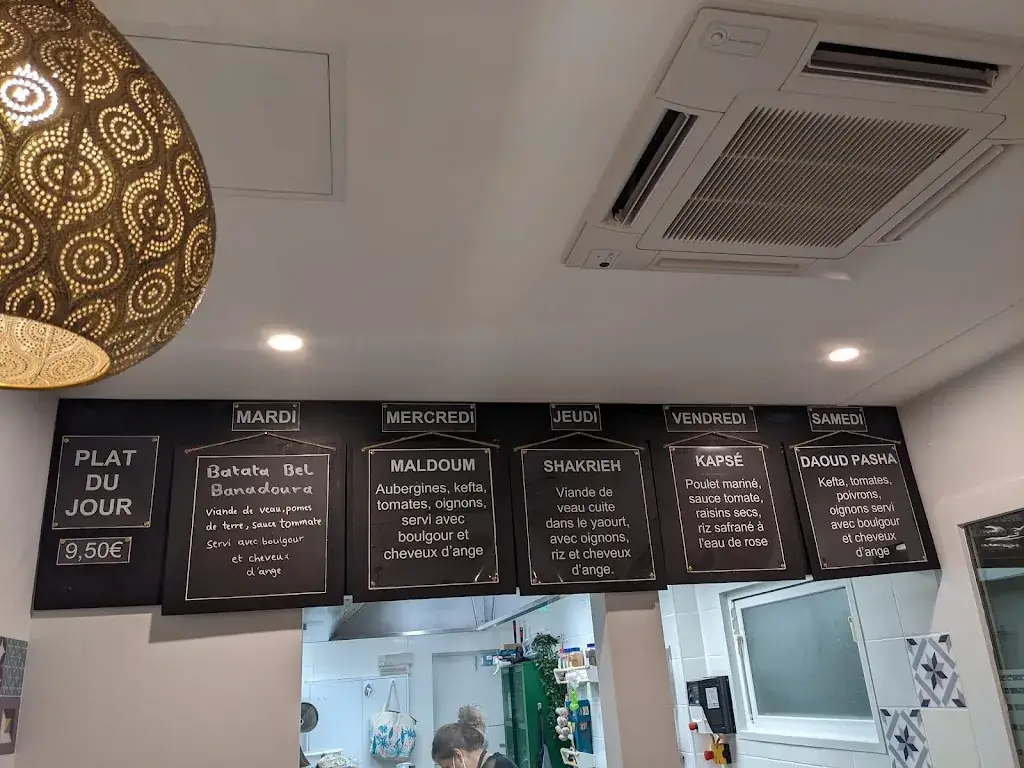 PLAT
DU
JOUR
9,50€
MARDI
Batata Bel
Banadoura
Viande de veau, pomes
de terre, sauce tommate
Servi avec boulgour
et cheveux
d'ange
MERCREDI
MALDOUM
Aubergines, kefta,
tomates, oignons,
servi avec
boulgour et
cheveux d'ange
JEUDI
SHAKRIEH
Viande de
veau cuite
dans le yaourt,
avec oignons,
riz et cheveux
d'ange.
VENDREDI
KAPSÉ
Poulet mariné,
sauce tomate,
raisins secs,
riz safrané à
l'eau de rose
SAMEDI
DAOUD PASHA
Kefta, tomates,
poivrons,
oignons servi
avec boulgour
et cheveux
d'ange